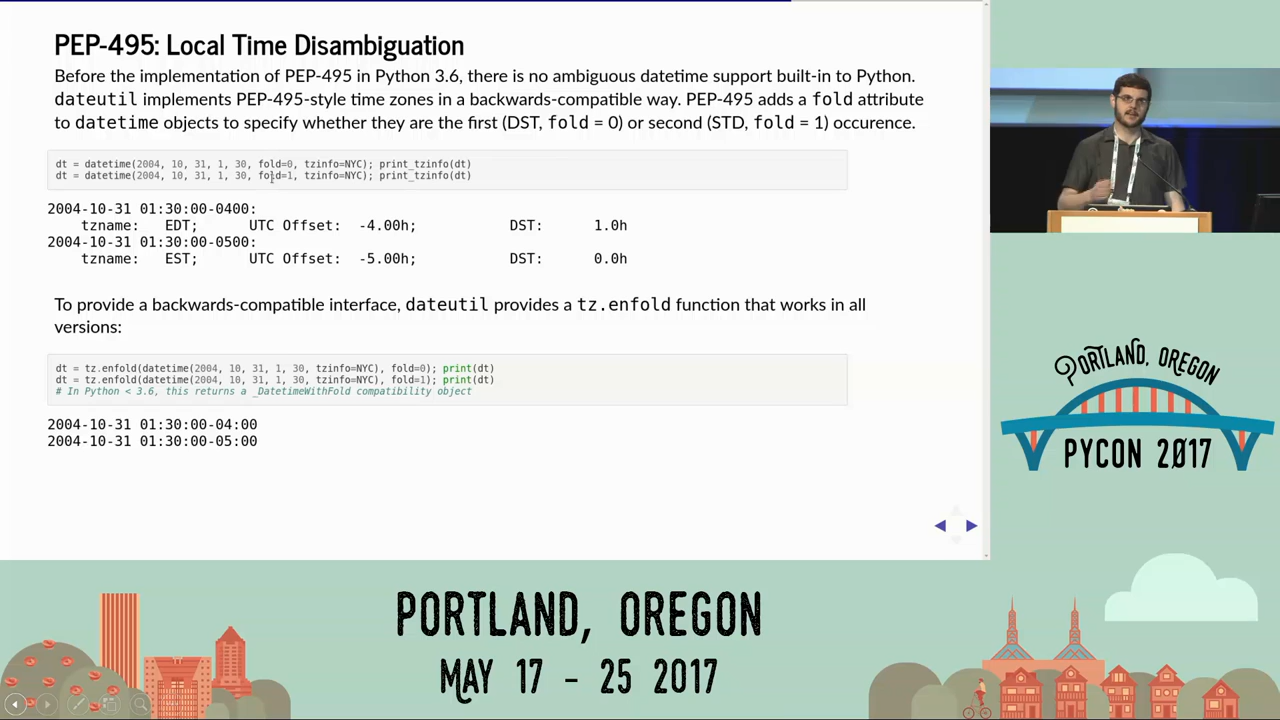 PEP-495: Local Time Disambiguation
Before the implementation of PEP-495 in Python 3.6, there is no ambiguous datetime support built-in to Python.
dateutil implements PEP-495-style time zones in a backwards-compatible way. PEP-495 adds a fold attribute
to datetime objects to specify whether they are the first (DST, fold = 0) or second (STD, fold = 1) occurence.
dt = datetime(2004, 10, 31, 1, 30, fold=0, tzinfo=NYC); print_tzinfo(dt)
dt = datetime(2004, 10, 31, 1, 30, fold=1, tzinfo=NYC); print_tzinfo(dt)
2004-10-31 01:30:00-0400:
tzname: EDT; UTC Offset: -4.00h; DST: 1.0h
2004-10-31 01:30:00-0500:
tzname: EST; UTC Offset: -5.00h; DST: 0.0h
To provide a backwards-compatible interface, dateutil provides a tz.enfold function that works in all
versions:
dt = tz.enfold(datetime(2004, 10, 31, 1, 30, tzinfo=NYC), fold=0); print(dt)
dt = tz.enfold(datetime(2004, 10, 31, 1, 30, tzinfo=NYC), fold=1); print(dt)
# In Python < 3.6, this returns a _DatetimeWithFold compatibility object
2004-10-31 01:30:00-04:00
2004-10-31 01:30:00-05:00
PORTLAND, OREGON
PYCON 2017
PORTLAND, OREGON
MAY 17 - 25 2017